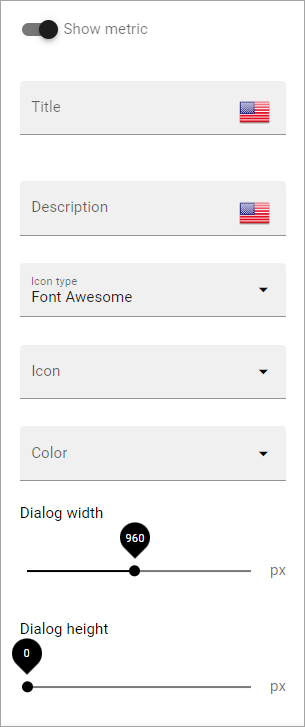 Show metric
Title
Description
Icon type
Font Awesome
Icon
Color
Dialog width
960
px
Dialog height
0
px